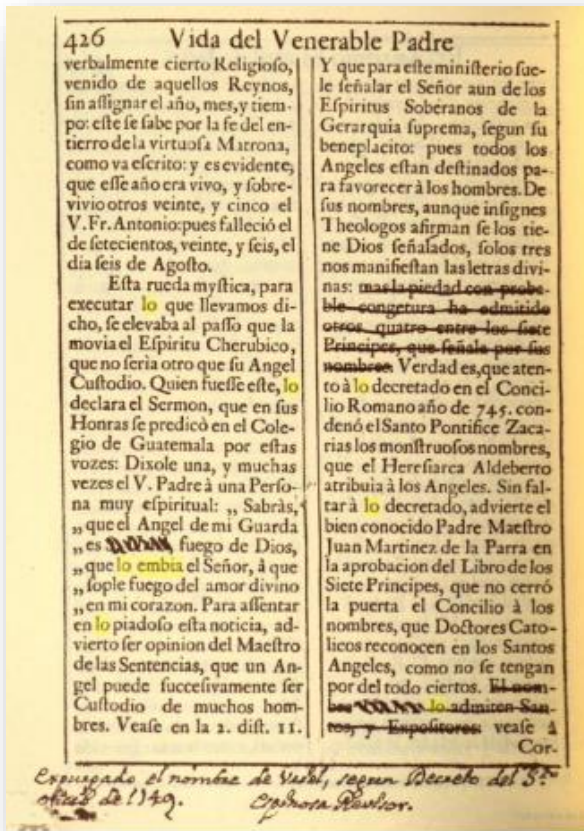 426 Vida del Venerable Padre
verbalmente cierto Religioſo,
venido de aquellos Reynos,
ſin aſſignar el año, mes, y tiem-
po: eſte ſe ſabe por la fe del en-
tierro de la virtuoſa Matrona,
como va eſcrito: y es evidente,
que eſſe año era vivo, y ſobre-
vivio otros veinte, y cinco el
V. Fr. Antonio: pues falleciò el
de ſetecientos, veinte, y ſeis, el
dia ſeis de Agoſto.
Eſta rueda myſtica, para
executar lo que llevamos di-
cho, ſe elevaba al paſſo que la
movia el Eſpiritu Cherubico,
que no ſeria otro que ſu Angel
Cuſtodio. Quien fueſſe eſte, lo
declara el Sermon, que en ſus
Honras ſe predicò en el Cole-
gio de Guatemala por eſtas
vozes: Dixole una, y muchas
vezes el V. Padre à una Perſo-
na muy eſpiritual: „ Sabràs,
„ que el Angel de mi Guarda
„ es fuego de Dios,
„ que lo embia el Señor, à que
„ ſople fuego del amor divino
„ en mi corazon. Para aſſentar
en lo piadoſo eſta noticia, ad-
vierto ſer opinion del Maeſtro
de las Sentencias, que un An-
gel puede ſucceſivamente ſer
Cuſtodio de muchos hom-
bres. Veaſe en la 2. diſt. 11.
Y que para eſte miniſterio ſue-
le ſeñalar el Señor aun de los
Eſpiritus Soberanos de la
Gerarquia ſuprema, ſegun ſu
beneplacito: pues todos los
Angeles eſtan deſtinados pa-
ra favorecer à los hombres. De
ſus nombres, aunque inſignes
Theologos afirman ſe los tie-
ne Dios ſeñalados, ſolos tres
nos manifieſtan las letras divi-
nas: mas la piedad con proba-
ble congetura ha admitido
otros quatro entre los ſiete
Principes, que ſeñala por ſus
nombres. Verdad es, que aten-
to à lo decretado en el Conci-
lio Romano año de 745. con-
denó el Santo Pontifice Zaca-
rias los monſtruoſos nombres,
que el Hereſiarca Aldeberto
atribuia à los Angeles. Sin fal-
tar à lo decretado, advierte el
bien conocido Padre Maeſtro
Juan Martinez de la Parra en
la aprobacion del Libro de los
Siete Principes, que no cerró
la puerta el Concilio à los
nombres, que Doctores Cato-
licos reconocen en los Santos
Angeles, como no ſe tengan
por del todo ciertos. El nom-
bre lo admiten San-
tos, y Expoſitores: veaſe à
Cor-
Expurgado el nombre de segun Decreto del S.to
oficio de 1749. Espinosa Revisor.